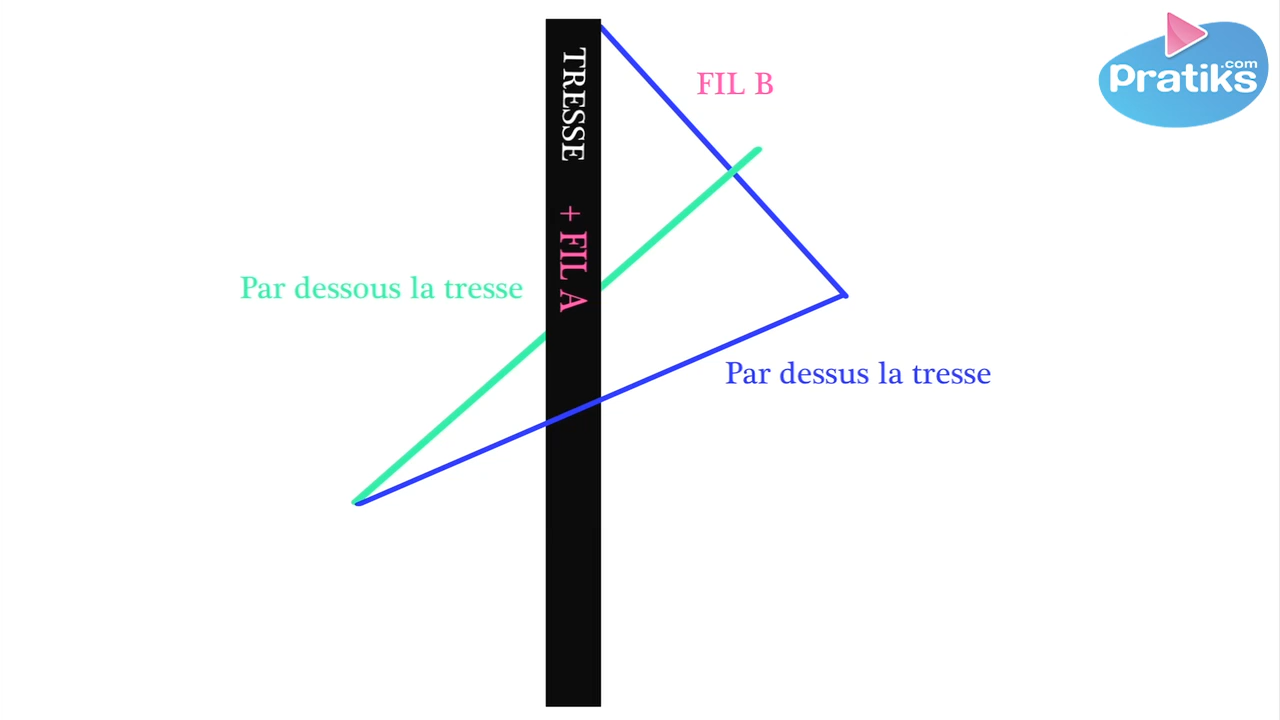 TRESSE + FIL A
FIL B
Par dessous la tresse
Par dessus la tresse
Pratiks.com